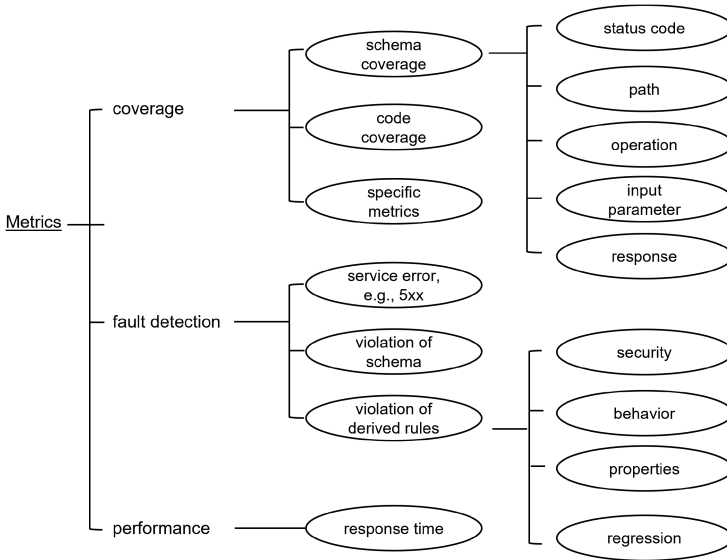 Metrics
coverage
schema
coverage
status code
path
operation
input
parameter
response
code
coverage
specific
metrics
fault detection
service error,
e.g., 5xx
violation of
schema
violation of
derived rules
security
behavior
properties
regression
performance
response time